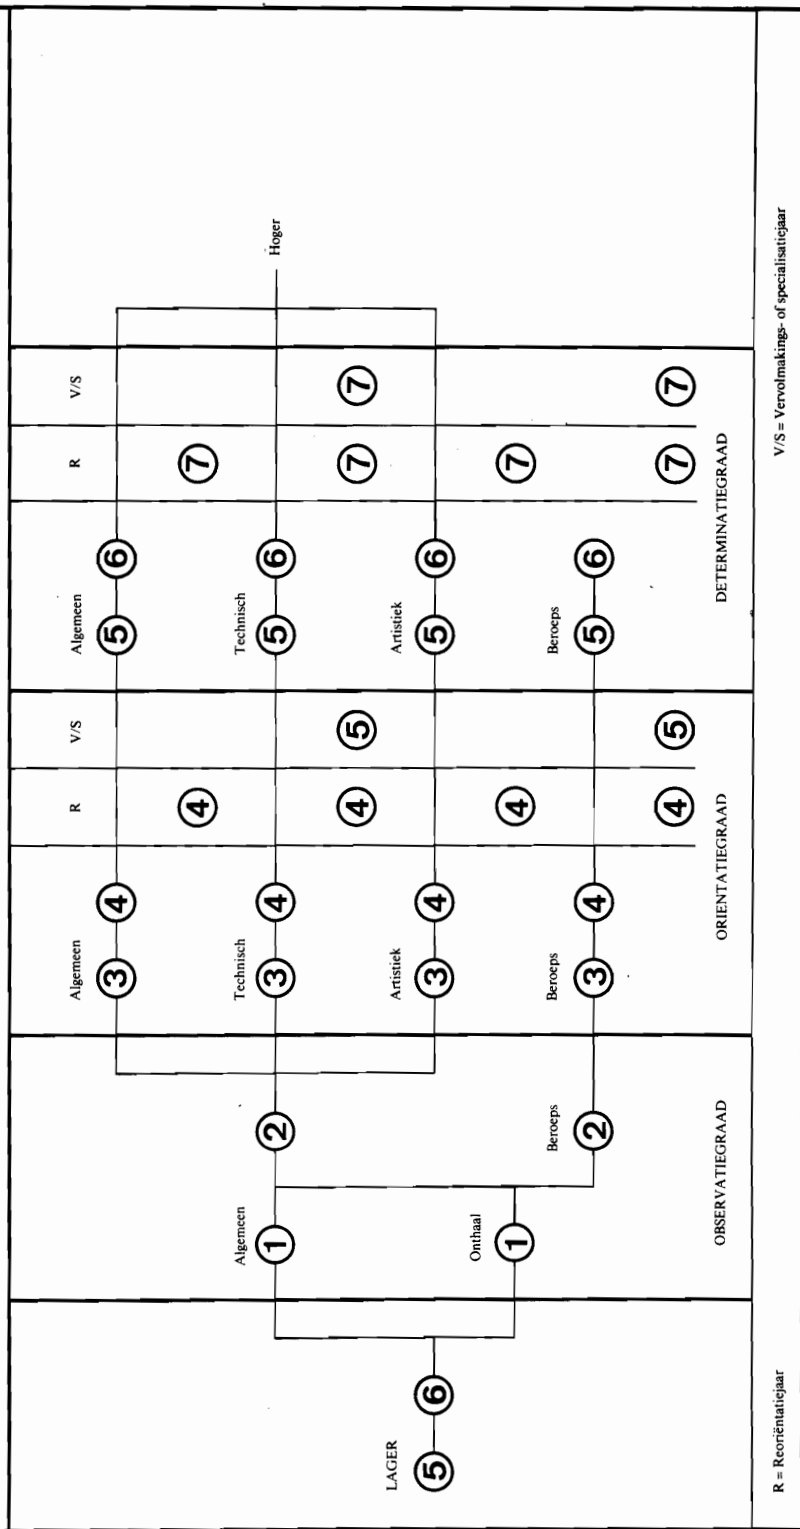 R V/S R V/S
Algemeen Algemeen
3 4 5 6
4 7
Algemeen Technisch Technisch Hoger
1 2 3 4 5 6
4 5 7 7
LAGER Artistiek Artistiek
5 6 3 4 5 6
Onthaal
1 4 7
Beroeps Beroeps Beroeps
2 3 4 5 6
4 5 7 7
OBSERVATIEGRAAD ORIENTATIEGRAAD DETERMINATIEGRAAD
R = Reoriëntatiejaar V/S = Vervolmakings- of specialisatiejaar